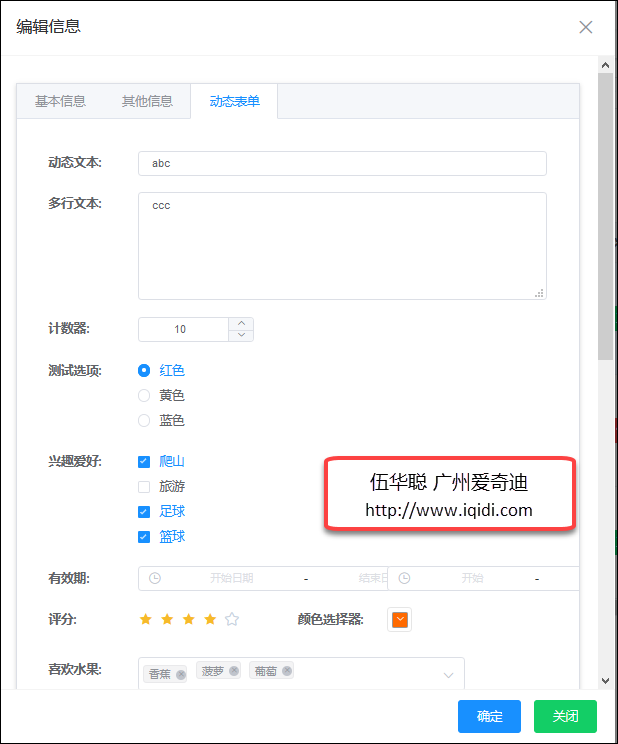 编辑信息
基本信息 其他信息 动态表单
动态文本: abc
多行文本: ccc
计数器: 10
测试选项: 红色
黄色
蓝色
兴趣爱好: 爬山
旅游
足球
篮球
伍华聪 广州爱奇迪
http://www.iqidi.com
有效期: 开始日期 - 结束日 开始 -
评分: 颜色选择器:
喜欢水果: 香蕉 菠萝 葡萄
确定 关闭